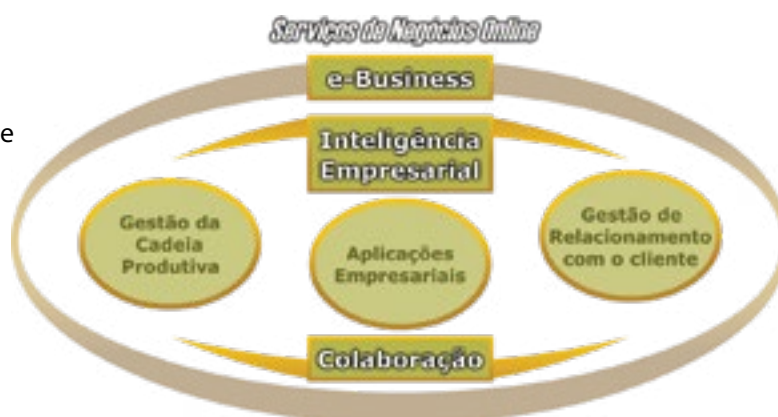 Serviços de Negócios Online
e-Business
e
Inteligência
Empresarial
Gestão da
Cadeia
Produtiva
Aplicações
Empresariais
Gestão de
Relacionamento
com o cliente
Colaboração